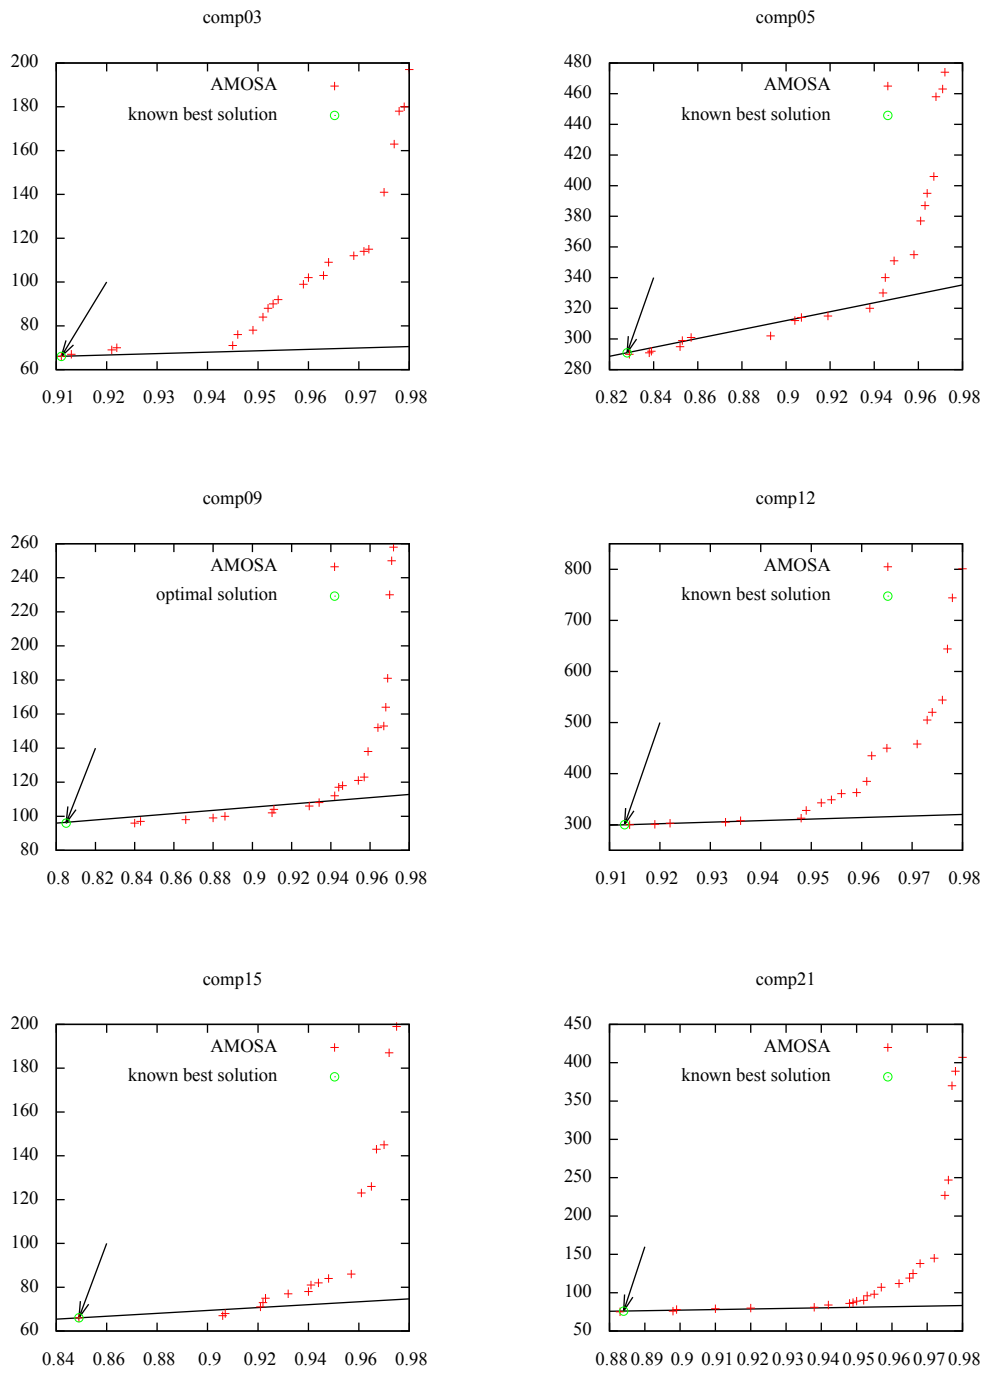 comp03
200
180
160
140
120
100
80
60
AMOSA
known best solution
0.91 0.92 0.93 0.94 0.95 0.96 0.97 0.98
comp05
480
460
440
420
400
380
360
340
320
300
280
AMOSA
known best solution
0.82 0.84 0.86 0.88 0.9 0.92 0.94 0.96 0.98
comp09
260
240
220
200
180
160
140
120
100
80
AMOSA
optimal solution
0.8 0.82 0.84 0.86 0.88 0.9 0.92 0.94 0.96 0.98
comp12
800
700
600
500
400
300
AMOSA
known best solution
0.91 0.92 0.93 0.94 0.95 0.96 0.97 0.98
comp15
200
180
160
140
120
100
80
60
AMOSA
known best solution
0.84 0.86 0.88 0.9 0.92 0.94 0.96 0.98
comp21
450
400
350
300
250
200
150
100
50
AMOSA
known best solution
0.88 0.89 0.9 0.91 0.92 0.93 0.94 0.95 0.96 0.97 0.98